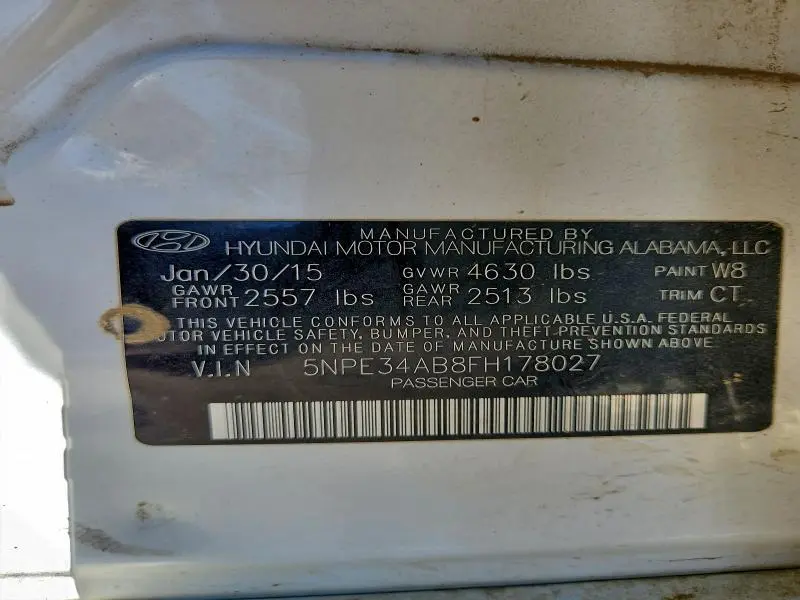 MANUFACTURED BY
HYUNDAI MOTOR MANUFACTURING ALABAMA, LLC
Jan/30/15 GVWR 4630 lbs PAINT W8
GAWR FRONT 2557 lbs GAWR REAR 2513 lbs TRIM CT
THIS VEHICLE CONFORMS TO ALL APPLICABLE U.S.A. FEDERAL
MOTOR VEHICLE SAFETY, BUMPER, AND THEFT PREVENTION STANDARDS
IN EFFECT ON THE DATE OF MANUFACTURE SHOWN ABOVE
V.I.N 5NPE34AB8FH178027
PASSENGER CAR